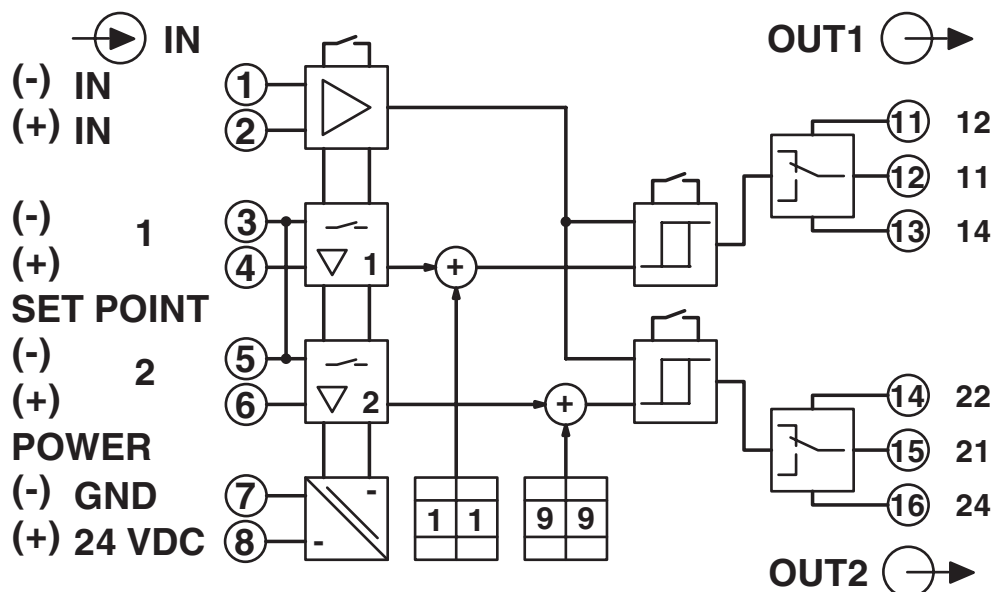 IN
OUT1
(-) IN 1
(+) IN 2
11 12
12 11
13 14
(-) 3
1
(+) 4 1 +
SET POINT
(-) 5
2
(+) 6 2 +
14 22
POWER
15 21
(-) GND 7 -
1 1 9 9
16 24
(+) 24 VDC 8 -
OUT2